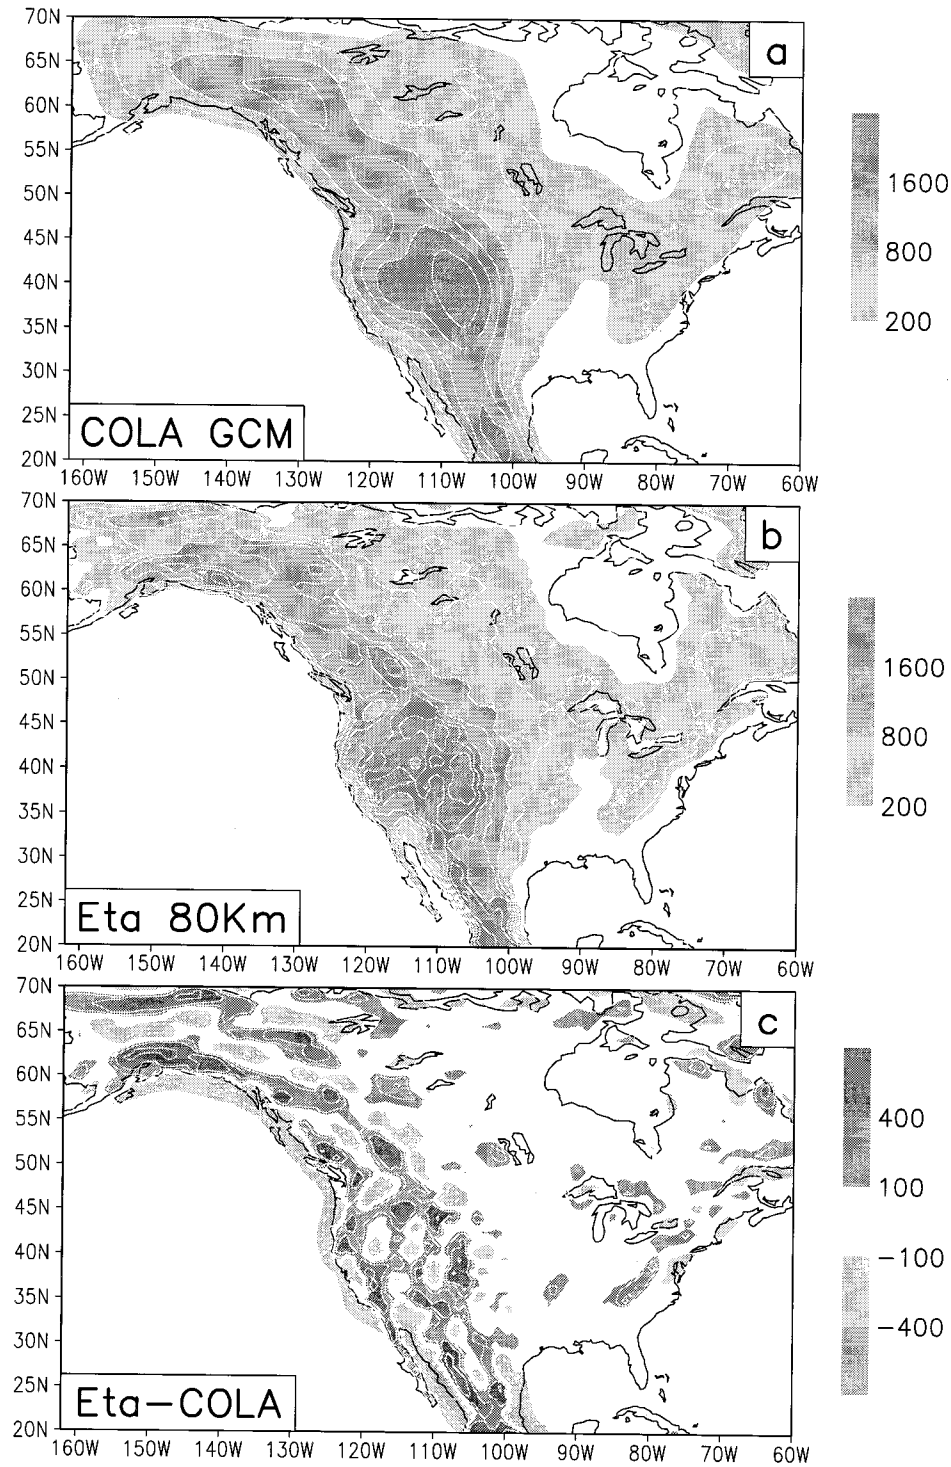 70N
a
65N
60N
55N
50N
1600
45N
800
40N
35N
200
30N
25N
COLA GCM
20N
160W 150W 140W 130W 120W 110W 100W 90W 80W 70W 60W
70N
b
65N
60N
55N
50N
1600
45N
800
40N
35N
200
30N
25N
Eta 80Km
20N
160W 150W 140W 130W 120W 110W 100W 90W 80W 70W 60W
70N
c
65N
60N
55N
400
50N
100
45N
-100
40N
35N
-400
30N
25N
Eta-COLA
20N
160W 150W 140W 130W 120W 110W 100W 90W 80W 70W 60W